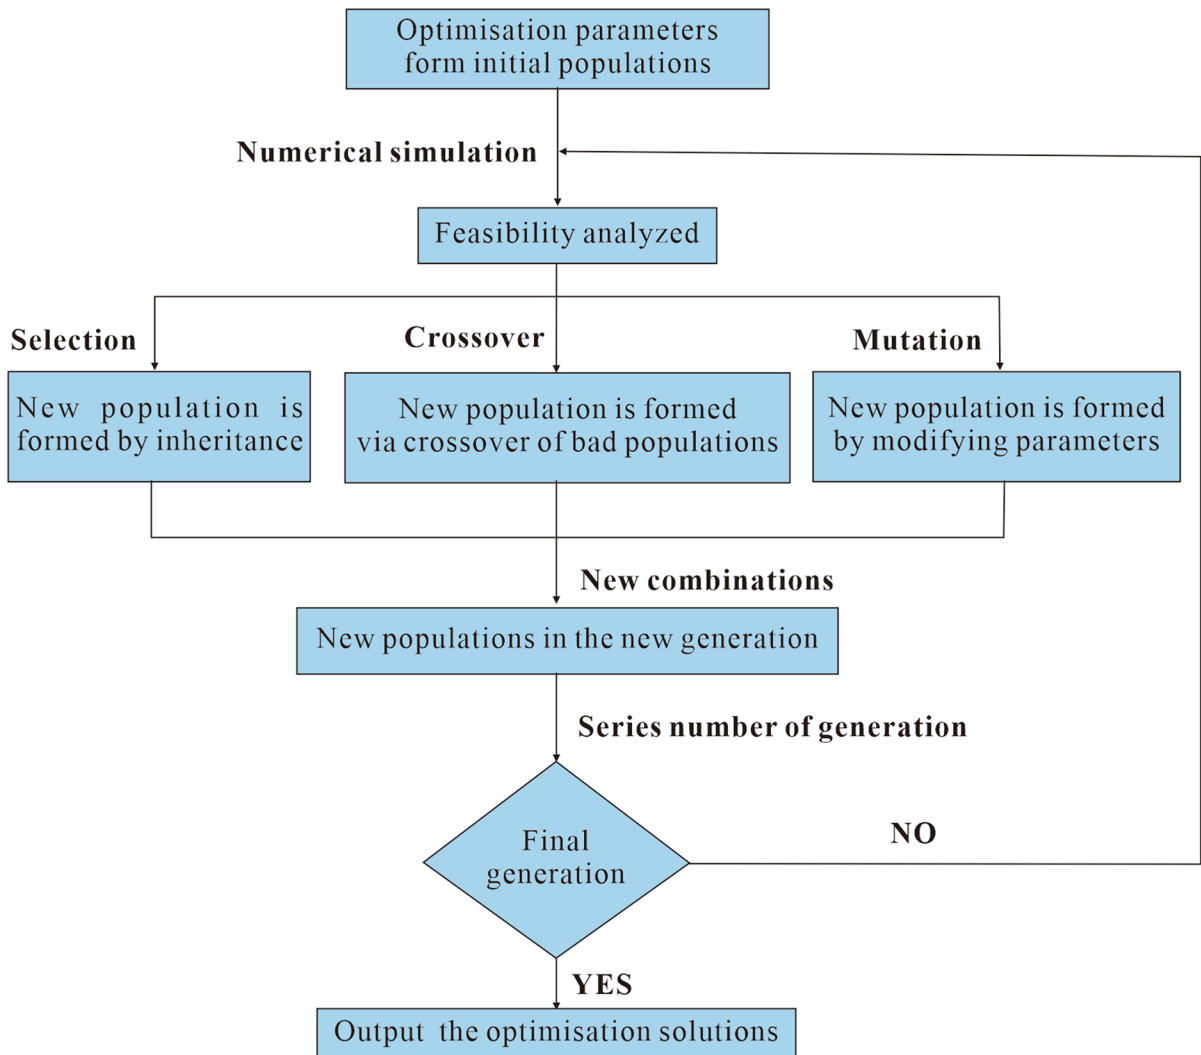 Optimisation parameters
form initial populations
Numerical simulation
Feasibility analyzed
Selection
Crossover
Mutation
New population is
formed by inheritance
New population is formed
via crossover of bad populations
New population is formed
by modifying parameters
New combinations
New populations in the new generation
Series number of generation
Final
generation
NO
YES
Output the optimisation solutions